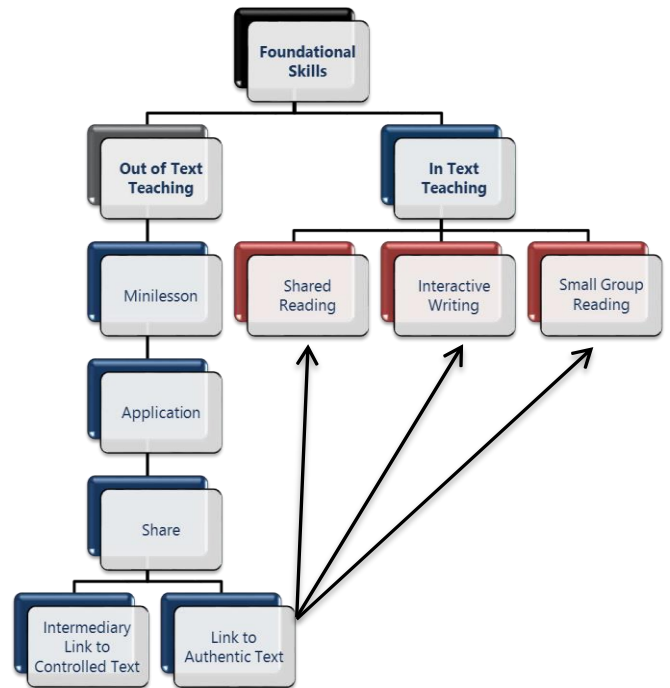 Foundational
Skills
Out of Text
Teaching
In Text
Teaching
Minilesson
Shared
Reading
Interactive
Writing
Small Group
Reading
Application
Share
Intermediary
Link to
Controlled Text
Link to
Authentic Text